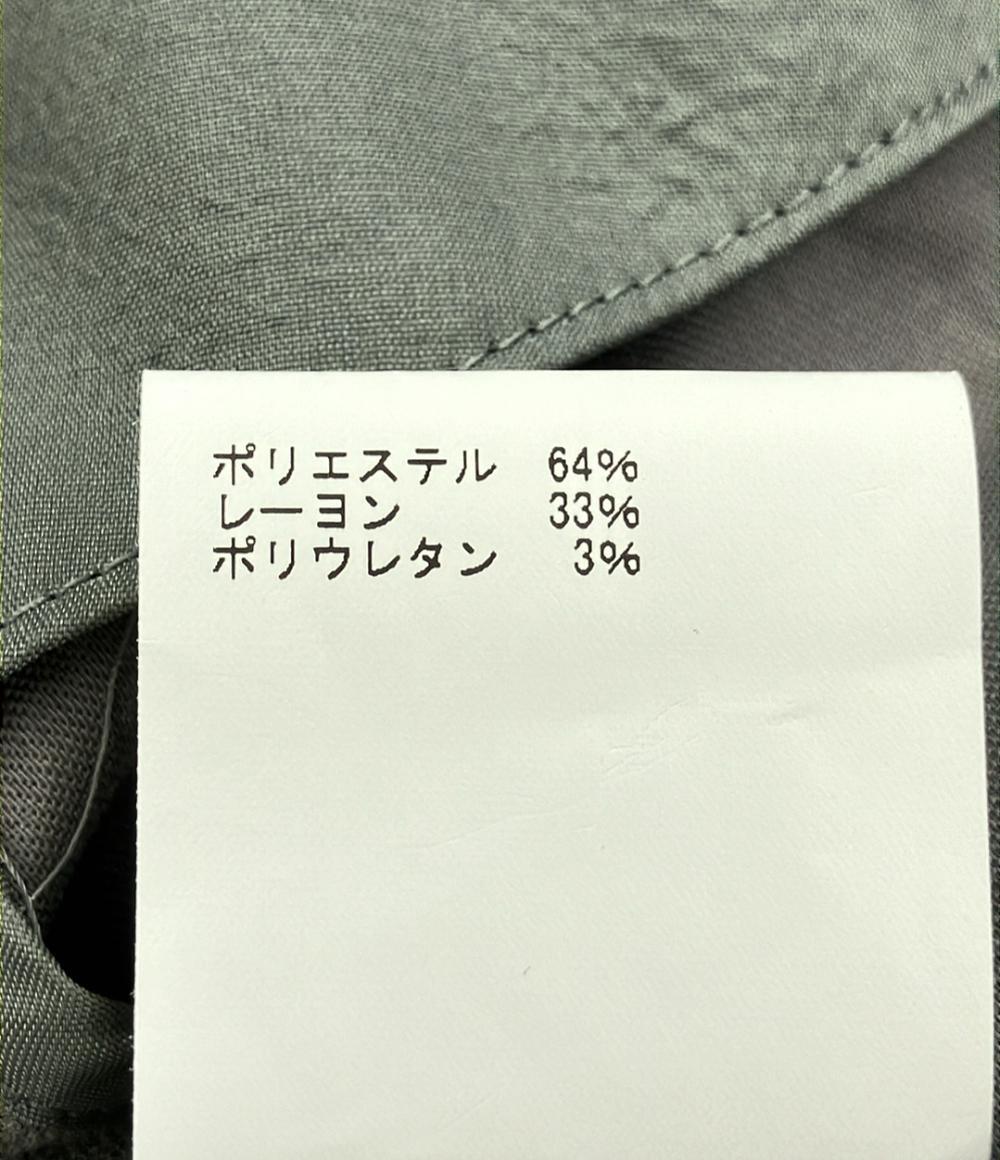 ポリエステル 64%
レーヨン 33%
ポリウレタン 3%